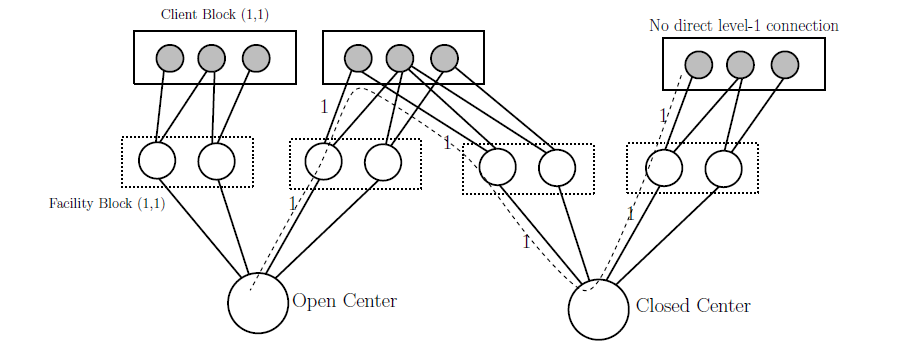 Client Block (1,1)
No direct level-1 connection
1
1
1
Facility Block (1,1)
1
1
1
Open Center
Closed Center